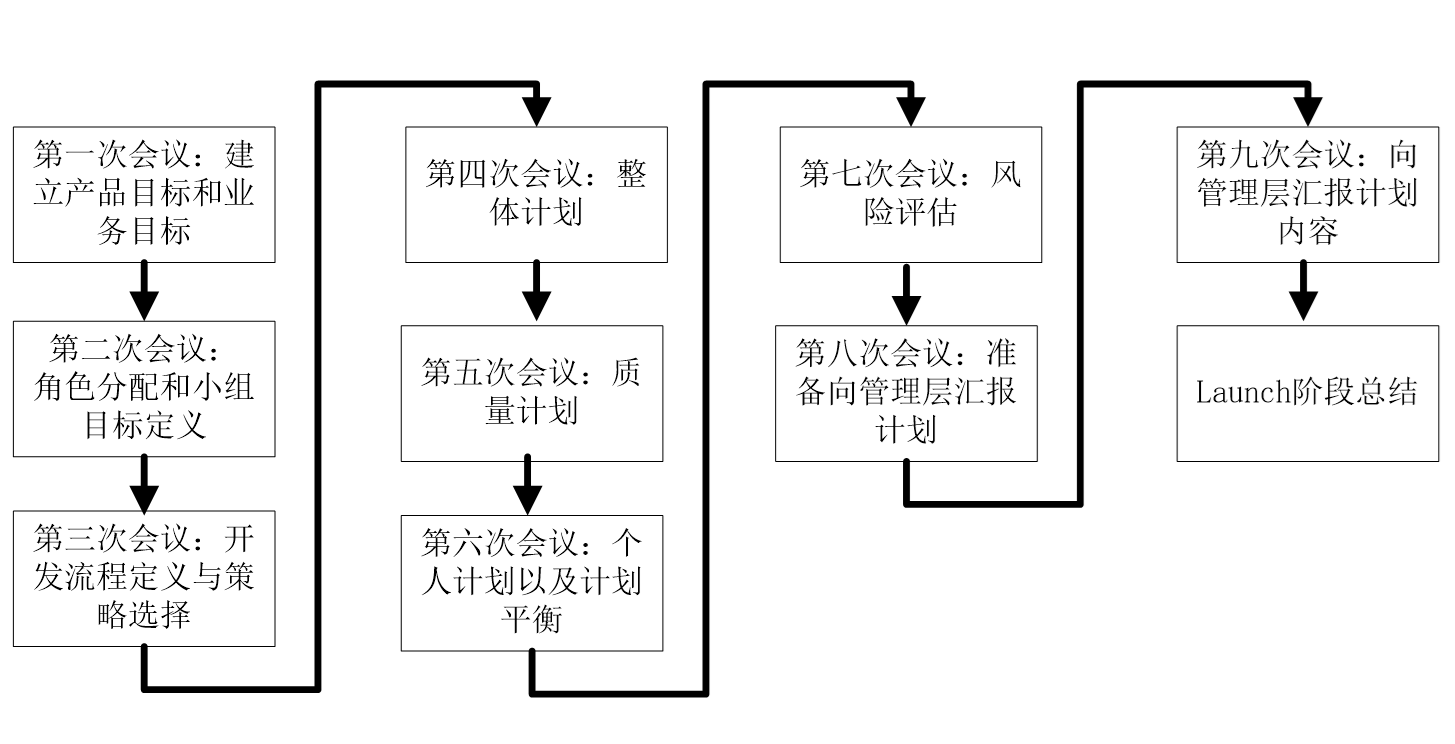 第一次会议：建
立产品目标和业
务目标
第二次会议：
角色分配和小组
目标定义
第三次会议：开
发流程定义与策
略选择
第四次会议：整
体计划
第五次会议：质
量计划
第六次会议：个
人计划以及计划
平衡
第七次会议：风
险评估
第八次会议：准
备向管理层汇报
计划
第九次会议：向
管理层汇报计划
内容
Launch阶段总结